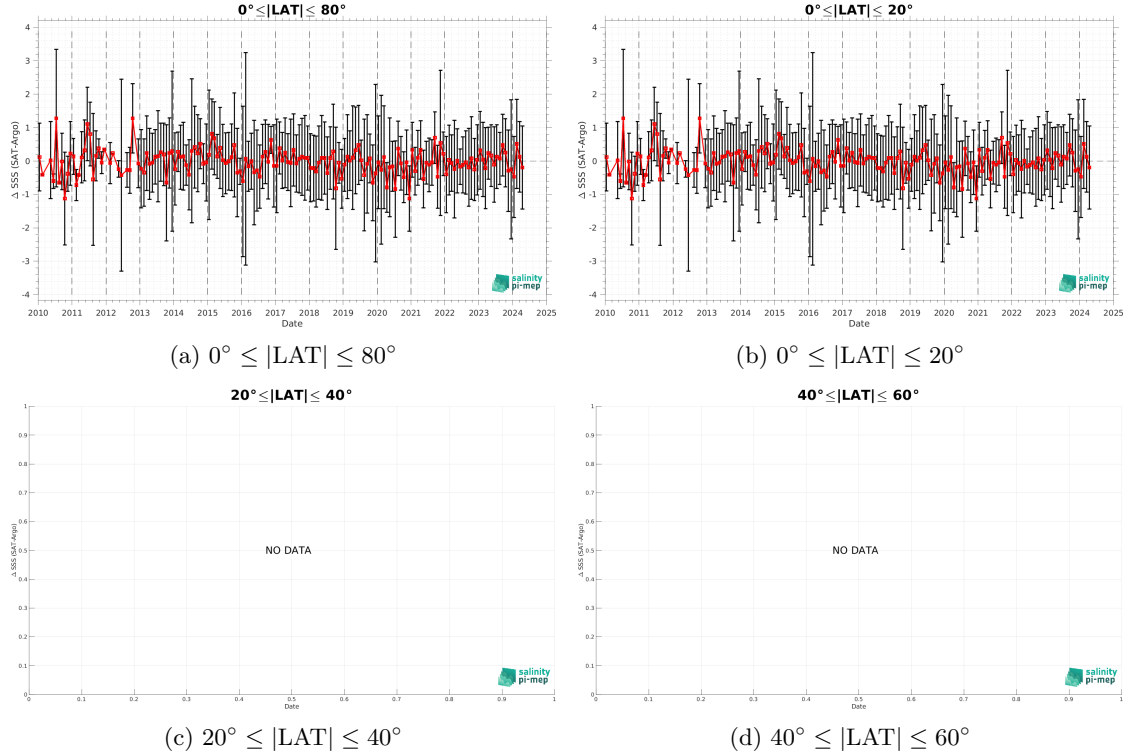 0°≤|LAT|≤ 80°
Δ SSS (SAT-Argo)
4
3
2
1
0
-1
-2
-3
-4
2010 2011 2012 2013 2014 2015 2016 2017 2018 2019 2020 2021 2022 2023 2024 2025
Date
salinity
pi-mep
(a) 0° ≤ |LAT| ≤ 80°
0°≤|LAT|≤ 20°
Δ SSS (SAT-Argo)
4
3
2
1
0
-1
-2
-3
-4
2010 2011 2012 2013 2014 2015 2016 2017 2018 2019 2020 2021 2022 2023 2024 2025
Date
salinity
pi-mep
(b) 0° ≤ |LAT| ≤ 20°
20°≤|LAT|≤ 40°
Δ SSS (SAT-Argo)
1
0.9
0.8
0.7
0.6
0.5
0.4
0.3
0.2
0.1
0
NO DATA
0 0.1 0.2 0.3 0.4 0.5 0.6 0.7 0.8 0.9 1
Date
salinity
pi-mep
(c) 20° ≤ |LAT| ≤ 40°
40°≤|LAT|≤ 60°
Δ SSS (SAT-Argo)
1
0.9
0.8
0.7
0.6
0.5
0.4
0.3
0.2
0.1
0
NO DATA
0 0.1 0.2 0.3 0.4 0.5 0.6 0.7 0.8 0.9 1
Date
salinity
pi-mep
(d) 40° ≤ |LAT| ≤ 60°